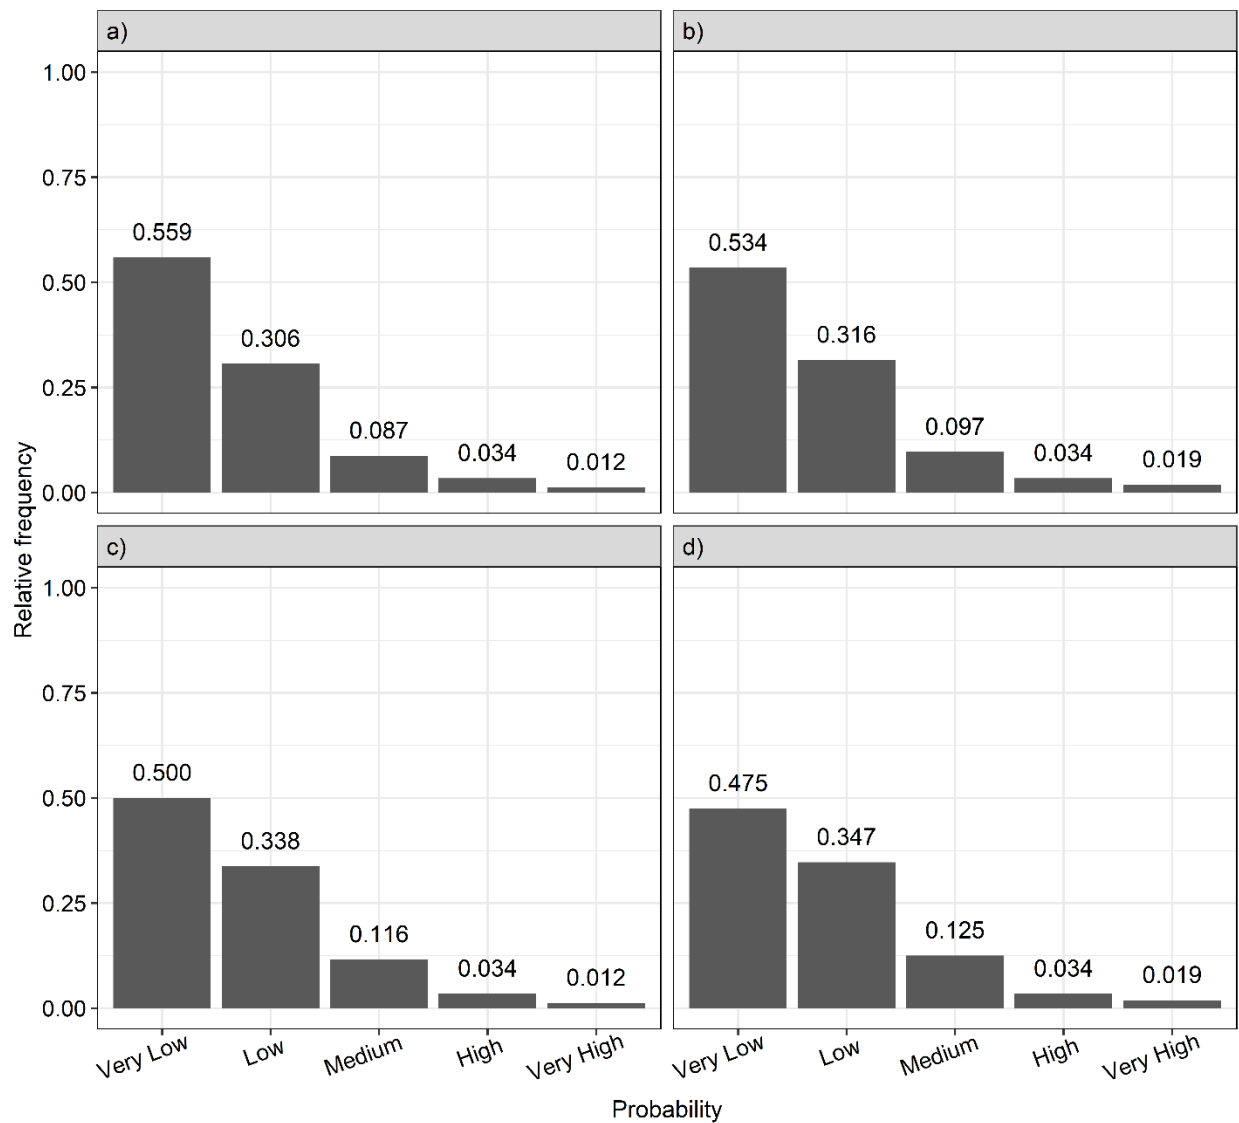 a)
b)
1.00
0.75
0.50
0.25
0.00
0.559
0.306
0.087
0.034
0.012
0.534
0.316
0.097
0.034
0.019
c)
d)
1.00
0.75
0.50
0.25
0.00
0.500
0.338
0.116
0.034
0.012
0.475
0.347
0.125
0.034
0.019
Relative frequency
Very Low
Low
Medium
High
Very High
Very Low
Low
Medium
High
Very High
Probability